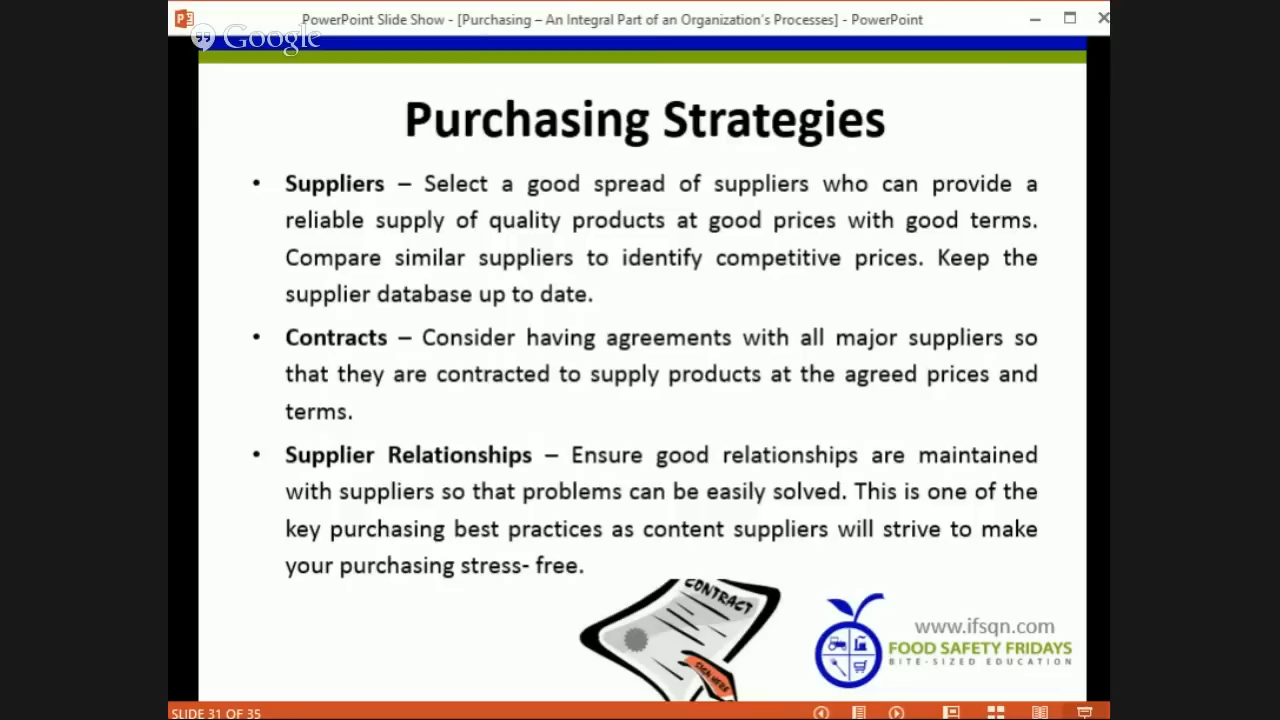 PowerPoint Slide Show - [Purchasing – An Integral Part of an Organization's Processes] - PowerPoint
Google
Purchasing Strategies
• Suppliers – Select a good spread of suppliers who can provide a
reliable supply of quality products at good prices with good terms.
Compare similar suppliers to identify competitive prices. Keep the
supplier database up to date.
• Contracts – Consider having agreements with all major suppliers so
that they are contracted to supply products at the agreed prices and
terms.
• Supplier Relationships – Ensure good relationships are maintained
with suppliers so that problems can be easily solved. This is one of the
key purchasing best practices as content suppliers will strive to make
your purchasing stress- free.
CONTRACT
SIGN HERE
www.ifsqn.com
FOOD SAFETY FRIDAYS
BITE-SIZED EDUCATION
SLIDE 31 OF 35